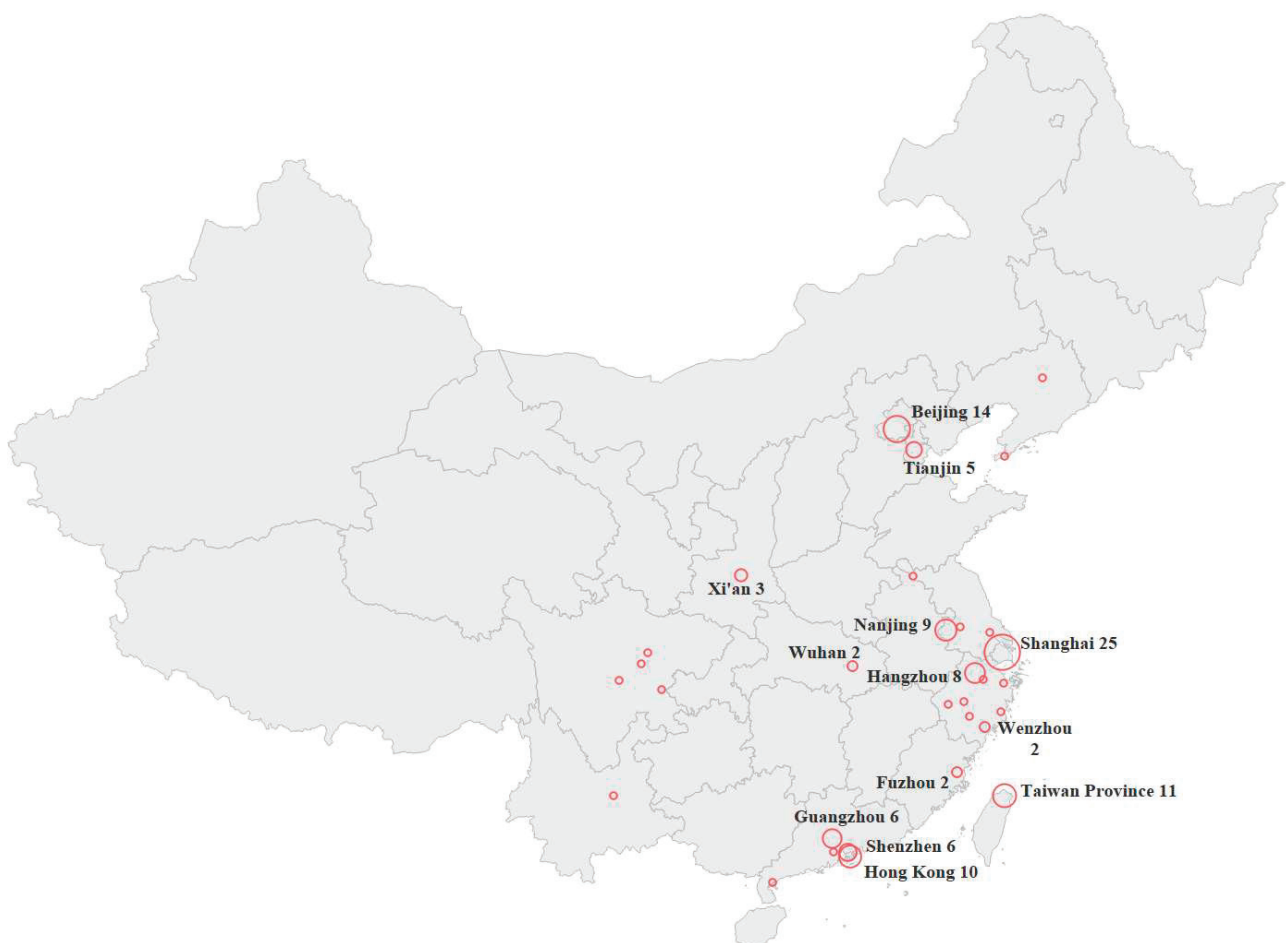 Beijing 14
Tianjin 5
Xi'an 3
Nanjing 9
Shanghai 25
Wuhan 2
Hangzhou 8
Wenzhou
2
Fuzhou 2
Taiwan Province 11
Guangzhou 6
Shenzhen 6
Hong Kong 10